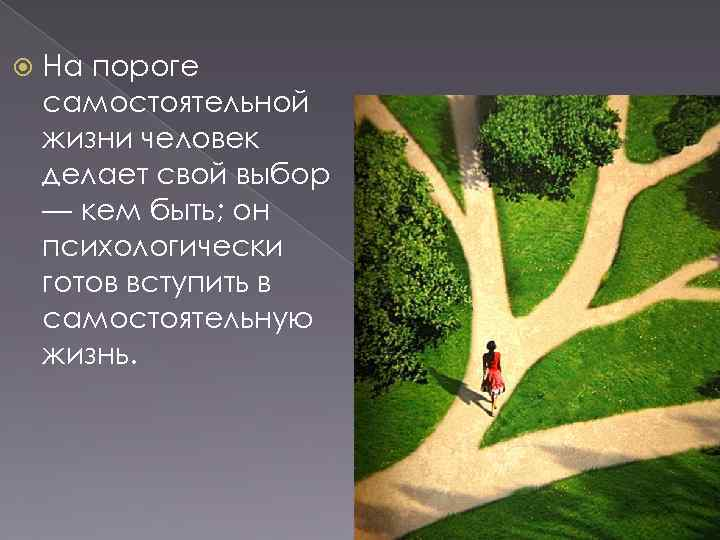 На пороге
самостоятельной
жизни человек
делает свой выбор
— кем быть; он
психологически
готов вступить в
самостоятельную
жизнь.